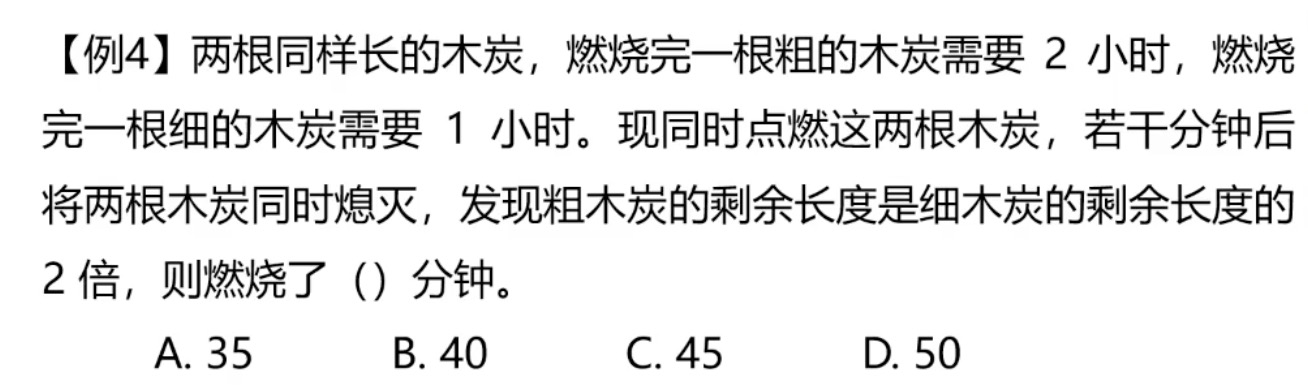 【例4】两根同样长的木炭，燃烧完一根粗的木炭需要 2 小时，燃烧
完一根细的木炭需要 1 小时。现同时点燃这两根木炭，若干分钟后
将两根木炭同时熄灭，发现粗木炭的剩余长度是细木炭的剩余长度的
2 倍，则燃烧了（）分钟。
A. 35 B. 40 C. 45 D. 50